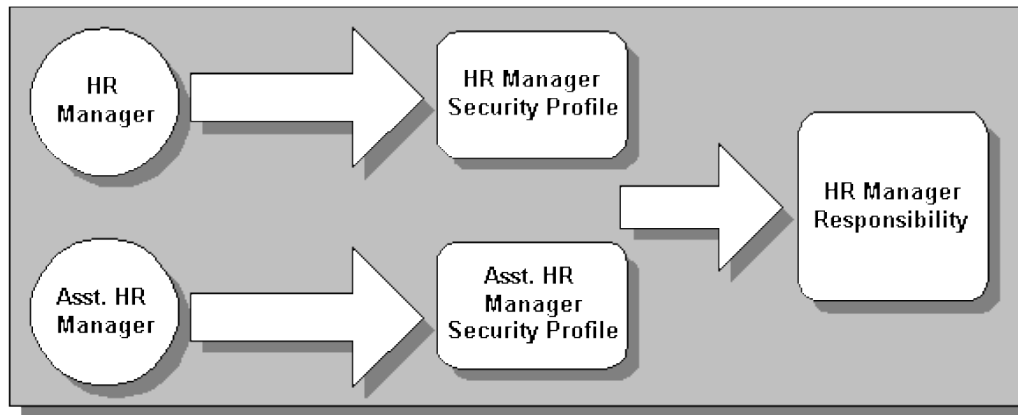 HR
Manager
HR Manager
Security Profile
HR Manager
Responsibility
Asst. HR
Manager
Asst. HR
Manager
Security Profile